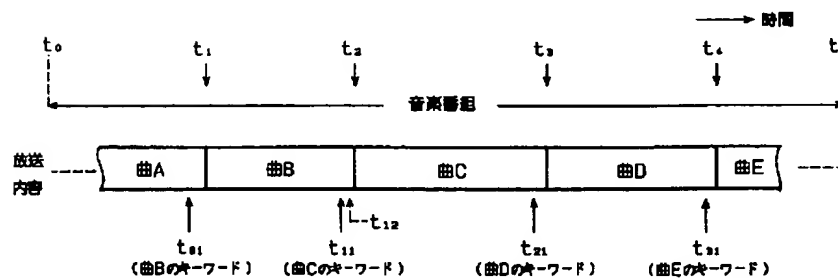 → 時間
t₀ t₁ t₂ t₃ t₄ t
音楽番組
放送
内容
曲A 曲B 曲C 曲D 曲E
t₁₂
t₀₁ t₁₁ t₂₁ t₃₁
(曲Bのキーワード) (曲Cのキーワード) (曲Dのキーワード) (曲Eのキーワード)